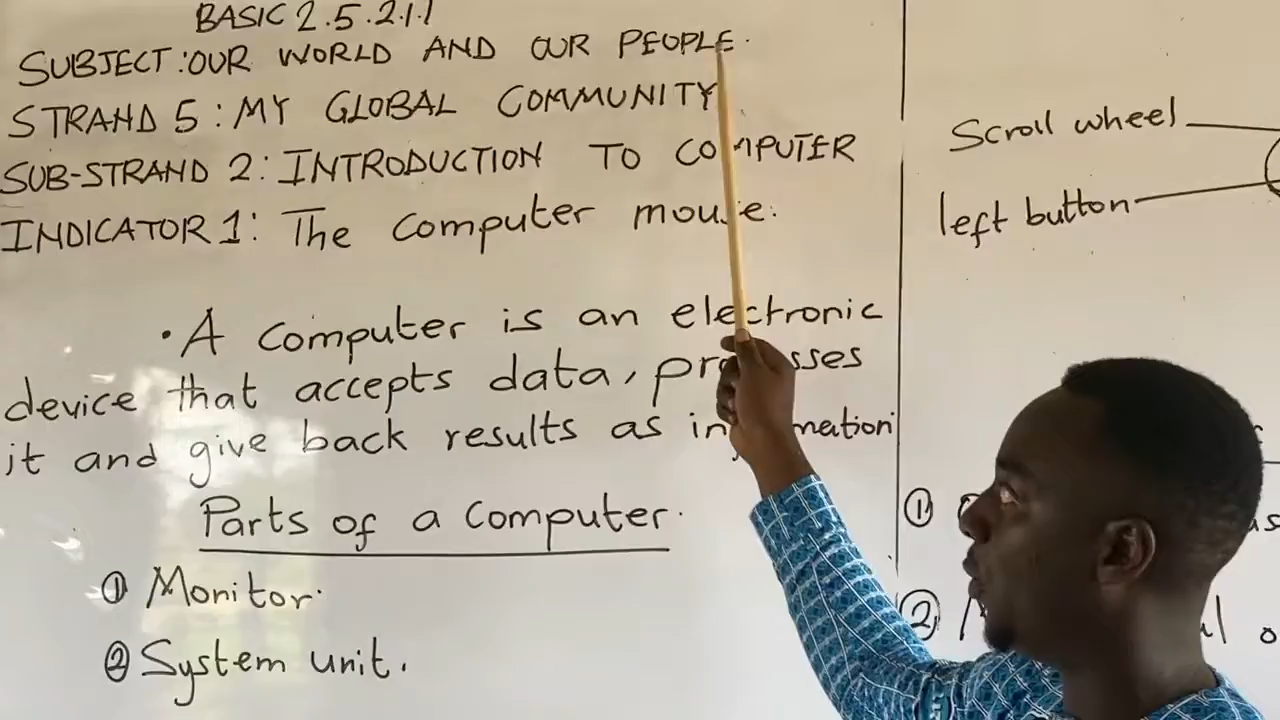 BASIC 2.5.2.1.1
SUBJECT: OUR WORLD AND OUR PEOPLE.
STRAND 5: MY GLOBAL COMMUNITY
SUB-STRAND 2: INTRODUCTION TO COMPUTER
INDICATOR 1: The computer mouse.
• A computer is an electronic
device that accepts data, processes
it and give back results as information
Parts of a computer.
① Monitor.
② System unit.
Scroll wheel
left button
①
②